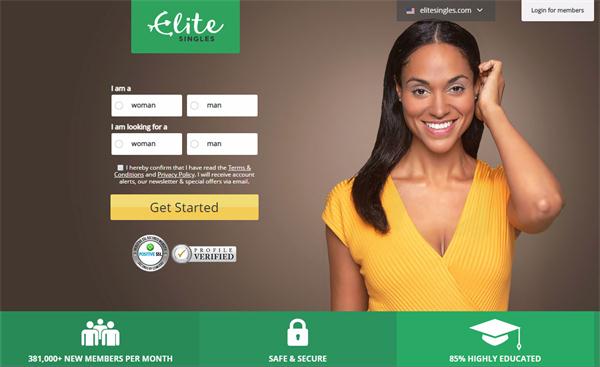 Elite
SINGLES
elitesingles.com
Login for members
I am a
woman
man
I am looking for a
woman
man
I hereby confirm that I have read the Terms &
Conditions and Privacy Policy. I will receive account
alerts, our newsletter & special offers via email.
Get Started
POSITIVE SSL
PROFILE
VERIFIED
381,000+ NEW MEMBERS PER MONTH
SAFE & SECURE
85% HIGHLY EDUCATED